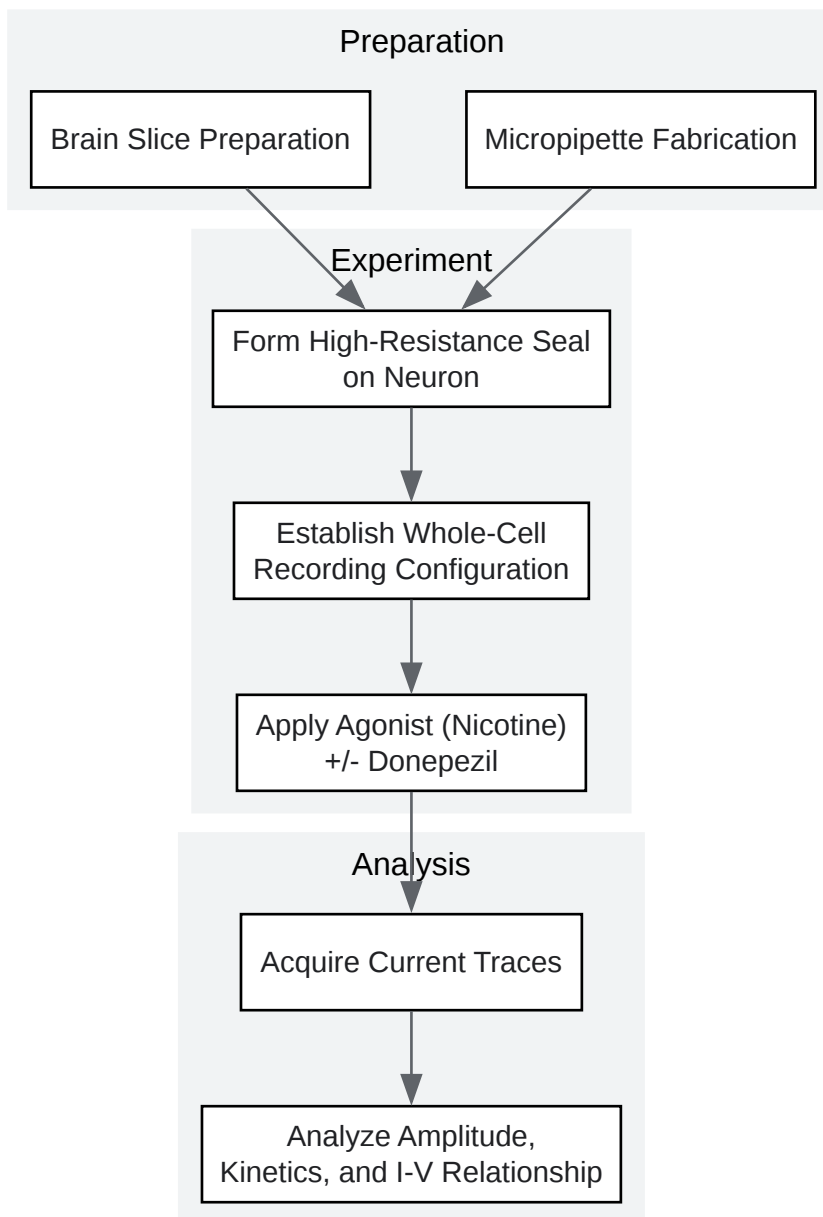 Preparation
Brain Slice Preparation
Micropipette Fabrication
Experiment
Form High-Resistance Seal
on Neuron
Establish Whole-Cell
Recording Configuration
Apply Agonist (Nicotine)
+/- Donepezil
Analysis
Acquire Current Traces
Analyze Amplitude,
Kinetics, and I-V Relationship